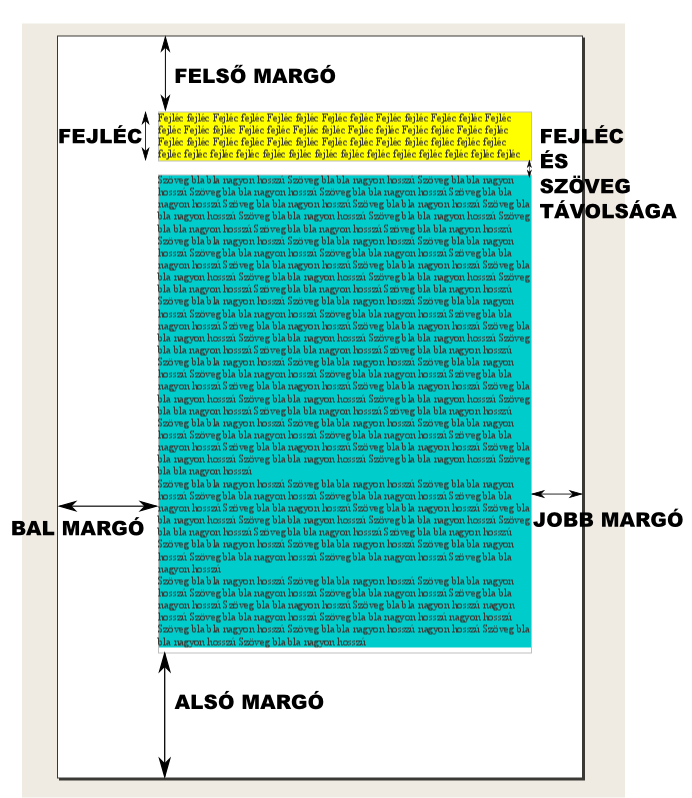 FELSŐ MARGÓ
FEJLÉC
Fejléc fejléc Fejléc fejléc Fejléc fejléc Fejléc fejléc Fejléc fejléc Fejléc fejléc Fejléc
fejléc Fejléc fejléc Fejléc fejléc Fejléc fejléc Fejléc fejléc Fejléc fejléc Fejléc fejléc
Fejléc fejléc Fejléc fejléc Fejléc fejléc Fejléc fejléc Fejléc fejléc fejléc fejléc fejléc
fejléc fejléc fejléc fejléc fejléc fejléc fejléc fejléc fejléc fejléc fejléc fejléc fejléc fejléc
FEJLÉC
ÉS
SZÖVEG
TÁVOLSÁGA
Szöveg bla bla nagyon hosszú Szöveg bla bla nagyon hosszú Szöveg bla bla nagyon
hosszú Szöveg bla bla nagyon hosszú Szöveg bla bla nagyon hosszú Szöveg bla bla
nagyon hosszú Szöveg bla bla nagyon hosszú Szöveg bla bla nagyon hosszú Szöveg bla
bla nagyon hosszú Szöveg bla bla nagyon hosszú Szöveg bla bla nagyon hosszú Szöveg
bla bla nagyon hosszú Szöveg bla bla nagyon hosszú Szöveg bla bla nagyon hosszú
Szöveg bla bla nagyon hosszú Szöveg bla bla nagyon hosszú Szöveg bla bla nagyon
hosszú Szöveg bla bla nagyon hosszú Szöveg bla bla nagyon hosszú Szöveg bla bla
nagyon hosszú Szöveg bla bla nagyon hosszú Szöveg bla bla nagyon hosszú Szöveg bla
bla nagyon hosszú Szöveg bla bla nagyon hosszú Szöveg bla bla nagyon hosszú Szöveg
bla bla nagyon hosszú Szöveg bla bla nagyon hosszú Szöveg bla bla nagyon hosszú
Szöveg bla bla nagyon hosszú Szöveg bla bla nagyon hosszú Szöveg bla bla nagyon
hosszú Szöveg bla bla nagyon hosszú Szöveg bla bla nagyon hosszú Szöveg bla bla
nagyon hosszú Szöveg bla bla nagyon hosszú Szöveg bla bla nagyon hosszú Szöveg bla
bla nagyon hosszú Szöveg bla bla nagyon hosszú Szöveg bla bla nagyon hosszú Szöveg
bla bla nagyon hosszú Szöveg bla bla nagyon hosszú Szöveg bla bla nagyon hosszú
Szöveg bla bla nagyon hosszú Szöveg bla bla nagyon hosszú Szöveg bla bla nagyon
hosszú Szöveg bla bla nagyon hosszú Szöveg bla bla nagyon hosszú Szöveg bla bla
nagyon hosszú Szöveg bla bla nagyon hosszú Szöveg bla bla nagyon hosszú Szöveg bla
bla nagyon hosszú Szöveg bla bla nagyon hosszú Szöveg bla bla nagyon hosszú Szöveg
bla bla nagyon hosszú Szöveg bla bla nagyon hosszú Szöveg bla bla nagyon hosszú
Szöveg bla bla nagyon hosszú Szöveg bla bla nagyon hosszú Szöveg bla bla nagyon
hosszú Szöveg bla bla nagyon hosszú Szöveg bla bla nagyon hosszú Szöveg bla bla
nagyon hosszú Szöveg bla bla nagyon hosszú Szöveg bla bla nagyon hosszú Szöveg bla
bla nagyon hosszú Szöveg bla bla nagyon hosszú Szöveg bla bla nagyon hosszú Szöveg
bla bla nagyon hosszú
Szöveg bla bla nagyon hosszú Szöveg bla bla nagyon hosszú Szöveg bla bla nagyon
hosszú Szöveg bla bla nagyon hosszú Szöveg bla bla nagyon hosszú Szöveg bla bla
nagyon hosszú Szöveg bla bla nagyon hosszú Szöveg bla bla nagyon hosszú Szöveg bla
bla nagyon hosszú Szöveg bla bla nagyon hosszú Szöveg bla bla nagyon hosszú Szöveg
bla bla nagyon hosszú Szöveg bla bla nagyon hosszú Szöveg bla bla nagyon hosszú
Szöveg bla bla nagyon hosszú Szöveg bla bla nagyon hosszú Szöveg bla bla nagyon
hosszú Szöveg bla bla nagyon hosszú Szöveg bla bla nagyon hosszú Szöveg bla bla
nagyon hosszú
Szöveg bla bla nagyon hosszú Szöveg bla bla nagyon hosszú Szöveg bla bla nagyon
hosszú Szöveg bla bla nagyon hosszú Szöveg bla bla nagyon hosszú Szöveg bla bla
nagyon hosszú Szöveg bla bla nagyon hosszú Szöveg bla bla nagyon hosszú nagyon
hosszú Szöveg bla bla nagyon hosszú Szöveg bla bla nagyon hosszú nagyon hosszú
Szöveg bla bla nagyon hosszú Szöveg bla bla nagyon hosszú Szöveg bla bla nagyon hosszú Szöveg bla
bla nagyon hosszú Szöveg bla bla nagyon hosszú
BAL MARGÓ
JOBB MARGÓ
ALSÓ MARGÓ